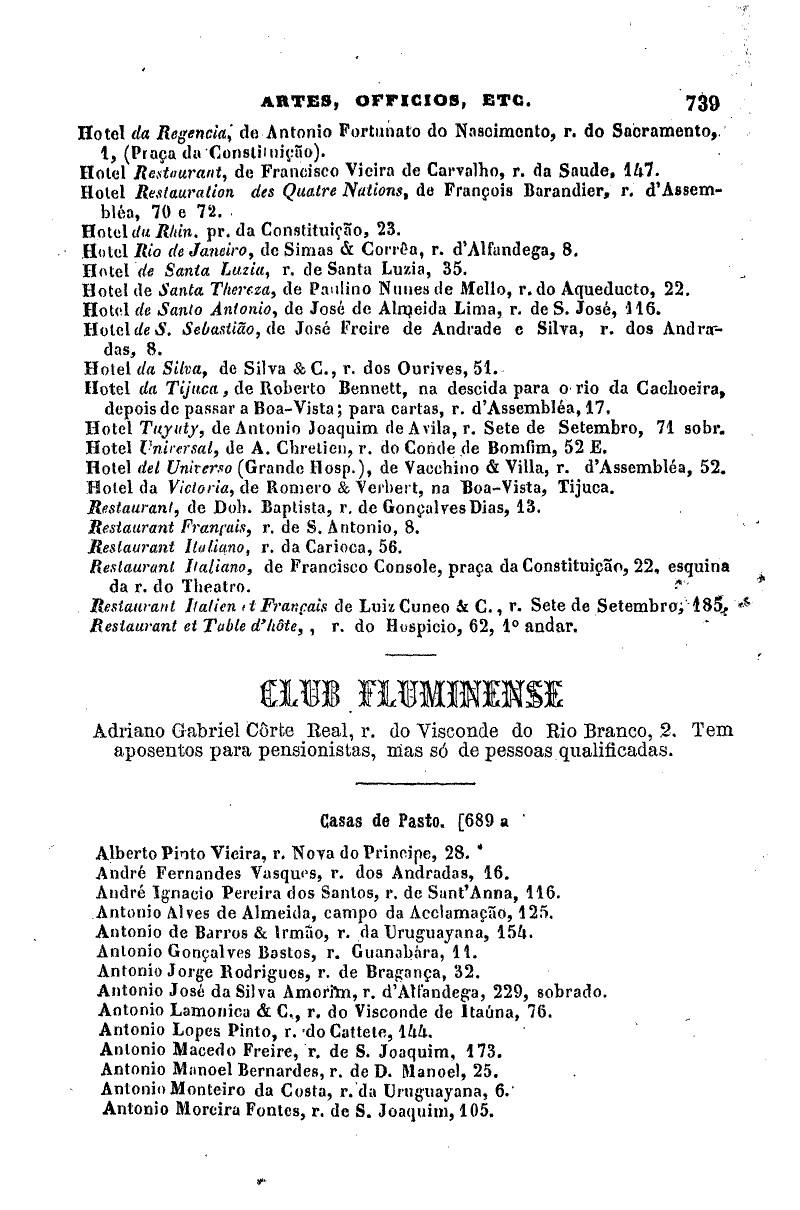 ARTES, OFFICIOS, ETC. 739
Hotel da Regencia, de Antonio Fortunato do Nascimento, r. do Sacramento,
1, (Praça da Constituição).
Hotel Restaurant, de Francisco Vieira de Carvalho, r. da Saude, 147.
Hotel Restauration des Quatre Nations, de François Barandier, r. d'Assem-
bléa, 70 e 72.
Hotel du Rhin. pr. da Constituição, 23.
Hotel Rio de Janeiro, de Simas & Corrêa, r. d'Alfandega, 8.
Hotel de Santa Luzia, r. de Santa Luzia, 35.
Hotel de Santa Thereza, de Paulino Nunes de Mello, r. do Aqueducto, 22.
Hotel de Santo Antonio, de José de Almeida Lima, r. de S. José, 116.
Hotel de S. Sebastião, de José Freire de Andrade e Silva, r. dos Andra-
das, 8.
Hotel da Silva, de Silva & C., r. dos Ourives, 51.
Hotel da Tijuca, de Roberto Bennett, na descida para o rio da Cachoeira,
depois de passar a Boa-Vista; para cartas, r. d'Assembléa, 17.
Hotel Tuyuty, de Antonio Joaquim de Avila, r. Sete de Setembro, 71 sobr.
Hotel Universal, de A. Chretien, r. do Conde de Bomfim, 52 E.
Hotel del Universo (Grande Hosp.), de Vacchino & Villa, r. d'Assembléa, 52.
Hotel da Victoria, de Romero & Verbert, na Boa-Vista, Tijuca.
Restaurant, de Doh. Baptista, r. de Gonçalves Dias, 13.
Restaurant Français, r. de S. Antonio, 8.
Restaurant Italiano, r. da Carioca, 56.
Restaurant Italiano, de Francisco Console, praça da Constituição, 22, esquina
da r. do Theatro.
Restaurant Italien et Français de Luiz Cuneo & C., r. Sete de Setembro, 185.
Restaurant et Table d'hôte, , r. do Hospicio, 62, 1º andar.
CLUB FLUMINENSE
Adriano Gabriel Côrte Real, r. do Visconde do Rio Branco, 2. Tem
aposentos para pensionistas, mas só de pessoas qualificadas.
Casas de Pasto. [689 a
Alberto Pinto Vieira, r. Nova do Principe, 28.
André Fernandes Vasques, r. dos Andradas, 16.
André Ignacio Pereira dos Santos, r. de Sant'Anna, 116.
Antonio Alves de Almeida, campo da Acclamação, 125.
Antonio de Barros & Irmão, r. da Uruguayana, 154.
Antonio Gonçalves Bastos, r. Guanabára, 11.
Antonio Jorge Rodrigues, r. de Bragança, 32.
Antonio José da Silva Amorim, r. d'Alfandega, 229, sobrado.
Antonio Lamonica & C., r. do Visconde de Itaúna, 76.
Antonio Lopes Pinto, r. do Cattete, 144.
Antonio Macedo Freire, r. de S. Joaquim, 173.
Antonio Manoel Bernardes, r. de D. Manoel, 25.
Antonio Monteiro da Costa, r. da Uruguayana, 6.
Antonio Moreira Fontes, r. de S. Joaquim, 105.